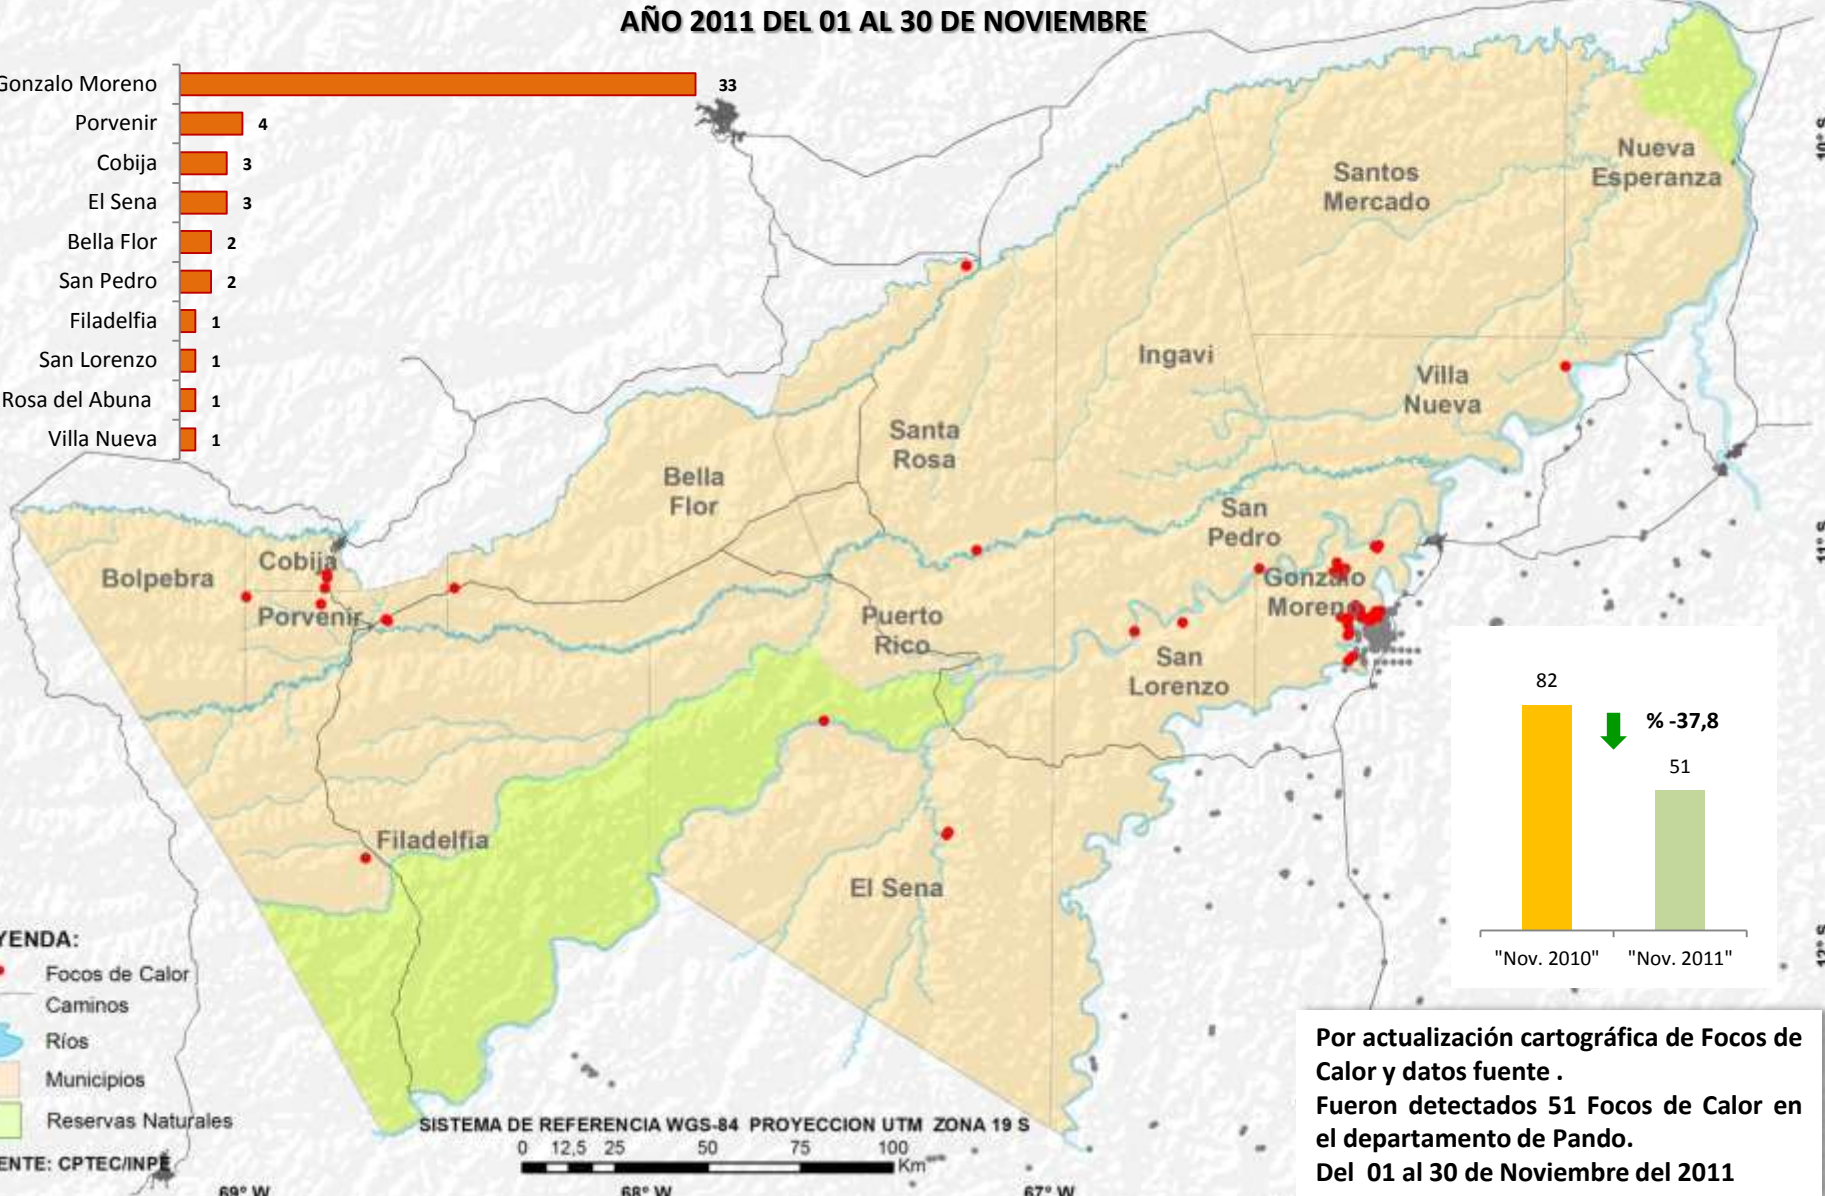 AÑO 2011 DEL 01 AL 30 DE NOVIEMBRE
Gonzalo Moreno 33
Porvenir 4
Cobija 3
El Sena 3
Bella Flor 2
San Pedro 2
Filadelfia 1
San Lorenzo 1
Rosa del Abuna 1
Villa Nueva 1
10° S
Nueva
Esperanza
Santos
Mercado
Ingavi
Villa
Nueva
Santa
Rosa
Bella
Flor
San
Pedro
11° S
Cobija
Bolpebra
Porvenir
Gonzalo
Moreno
Puerto
Rico
San
Lorenzo
Filadelfia
El Sena
82
% -37,8
51
"Nov. 2010" "Nov. 2011"
12° S
YENDA:
Focos de Calor
Caminos
Ríos
Municipios
Reservas Naturales
ENTE: CPTEC/INPE
SISTEMA DE REFERENCIA WGS-84 PROYECCION UTM ZONA 19 S
0 12,5 25 50 75 100
Km
69° W 68° W 67° W
Por actualización cartográfica de Focos de
Calor y datos fuente .
Fueron detectados 51 Focos de Calor en
el departamento de Pando.
Del 01 al 30 de Noviembre del 2011